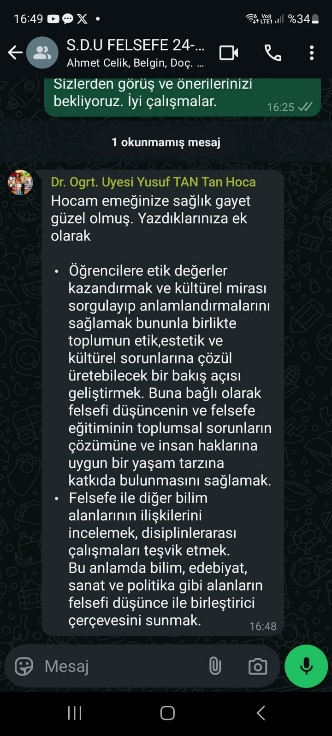 16:49
%34
S.D.U FELSEFE 24-...
Ahmet Celik, Belgin, Doç. ...
Sizlerden görüş ve önerilerinizi
bekliyoruz. İyi çalışmalar.
16:25
1 okunmamış mesaj
Dr. Ogrt. Uyesi Yusuf TAN Tan Hoca
Hocam emeğinize sağlık gayet
güzel olmuş. Yazdıklarınıza ek
olarak
• Öğrencilere etik değerler
kazandırmak ve kültürel mirası
sorgulayıp anlamlandırmalarını
sağlamak bununla birlikte
toplumun etik,estetik ve
kültürel sorunlarına çözül
üretebilecek bir bakış açısı
geliştirmek. Buna bağlı olarak
felsefi düşüncenin ve felsefe
eğitiminin toplumsal sorunların
çözümüne ve insan haklarına
uygun bir yaşam tarzına
katkıda bulunmasını sağlamak.
• Felsefe ile diğer bilim
alanlarının ilişkilerini
incelemek, disiplinlerarası
çalışmaları teşvik etmek.
Bu anlamda bilim, edebiyat,
sanat ve politika gibi alanların
felsefi düşünce ile birleştirici
çerçevesini sunmak.
16:48
Mesaj